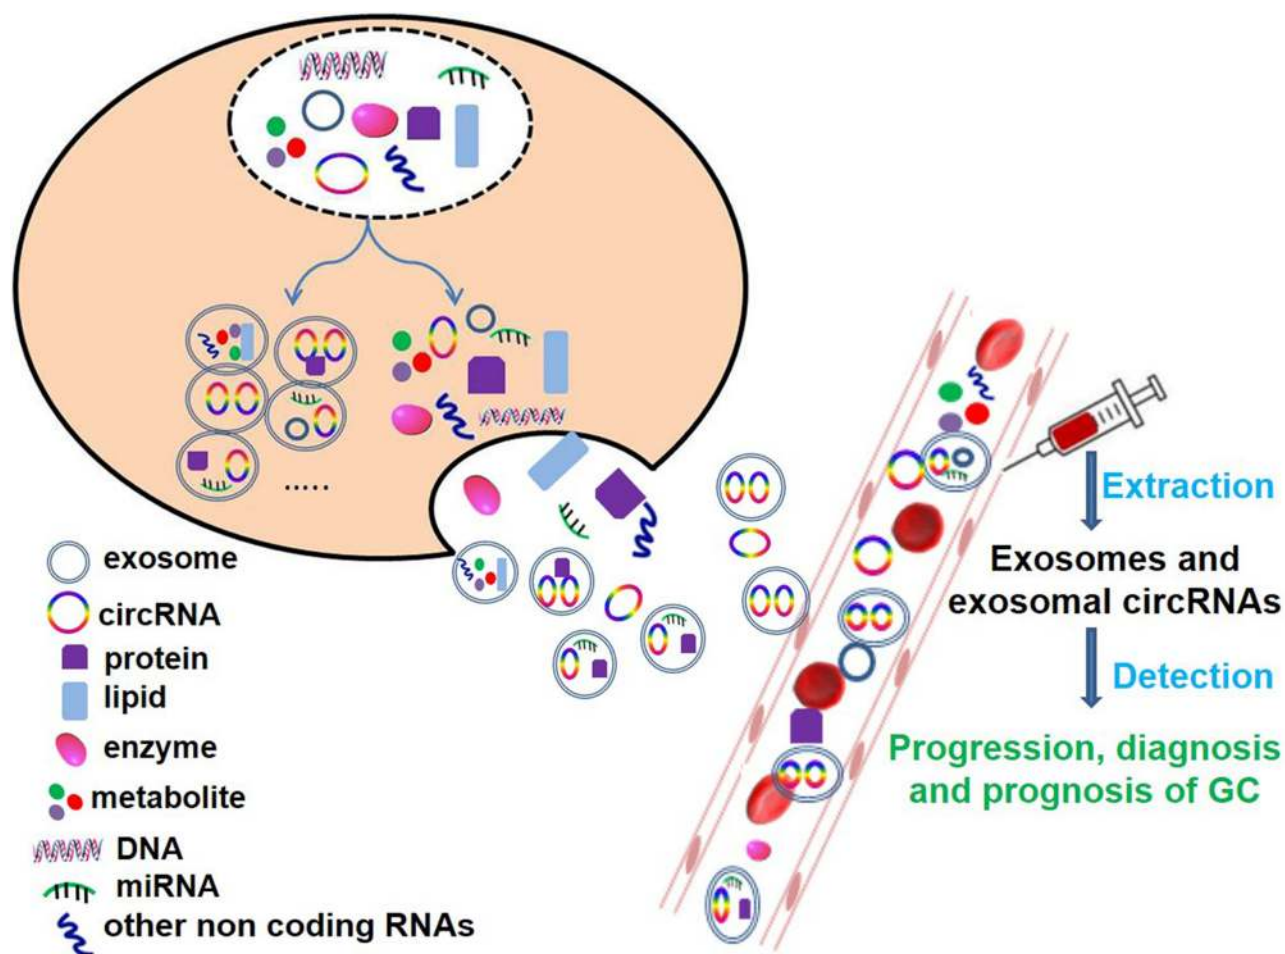 exosome
circRNA
protein
lipid
enzyme
metabolite
DNA
miRNA
other non coding RNAs
.....
Extraction
Exosomes and
exosomal circRNAs
Detection
Progression, diagnosis
and prognosis of GC